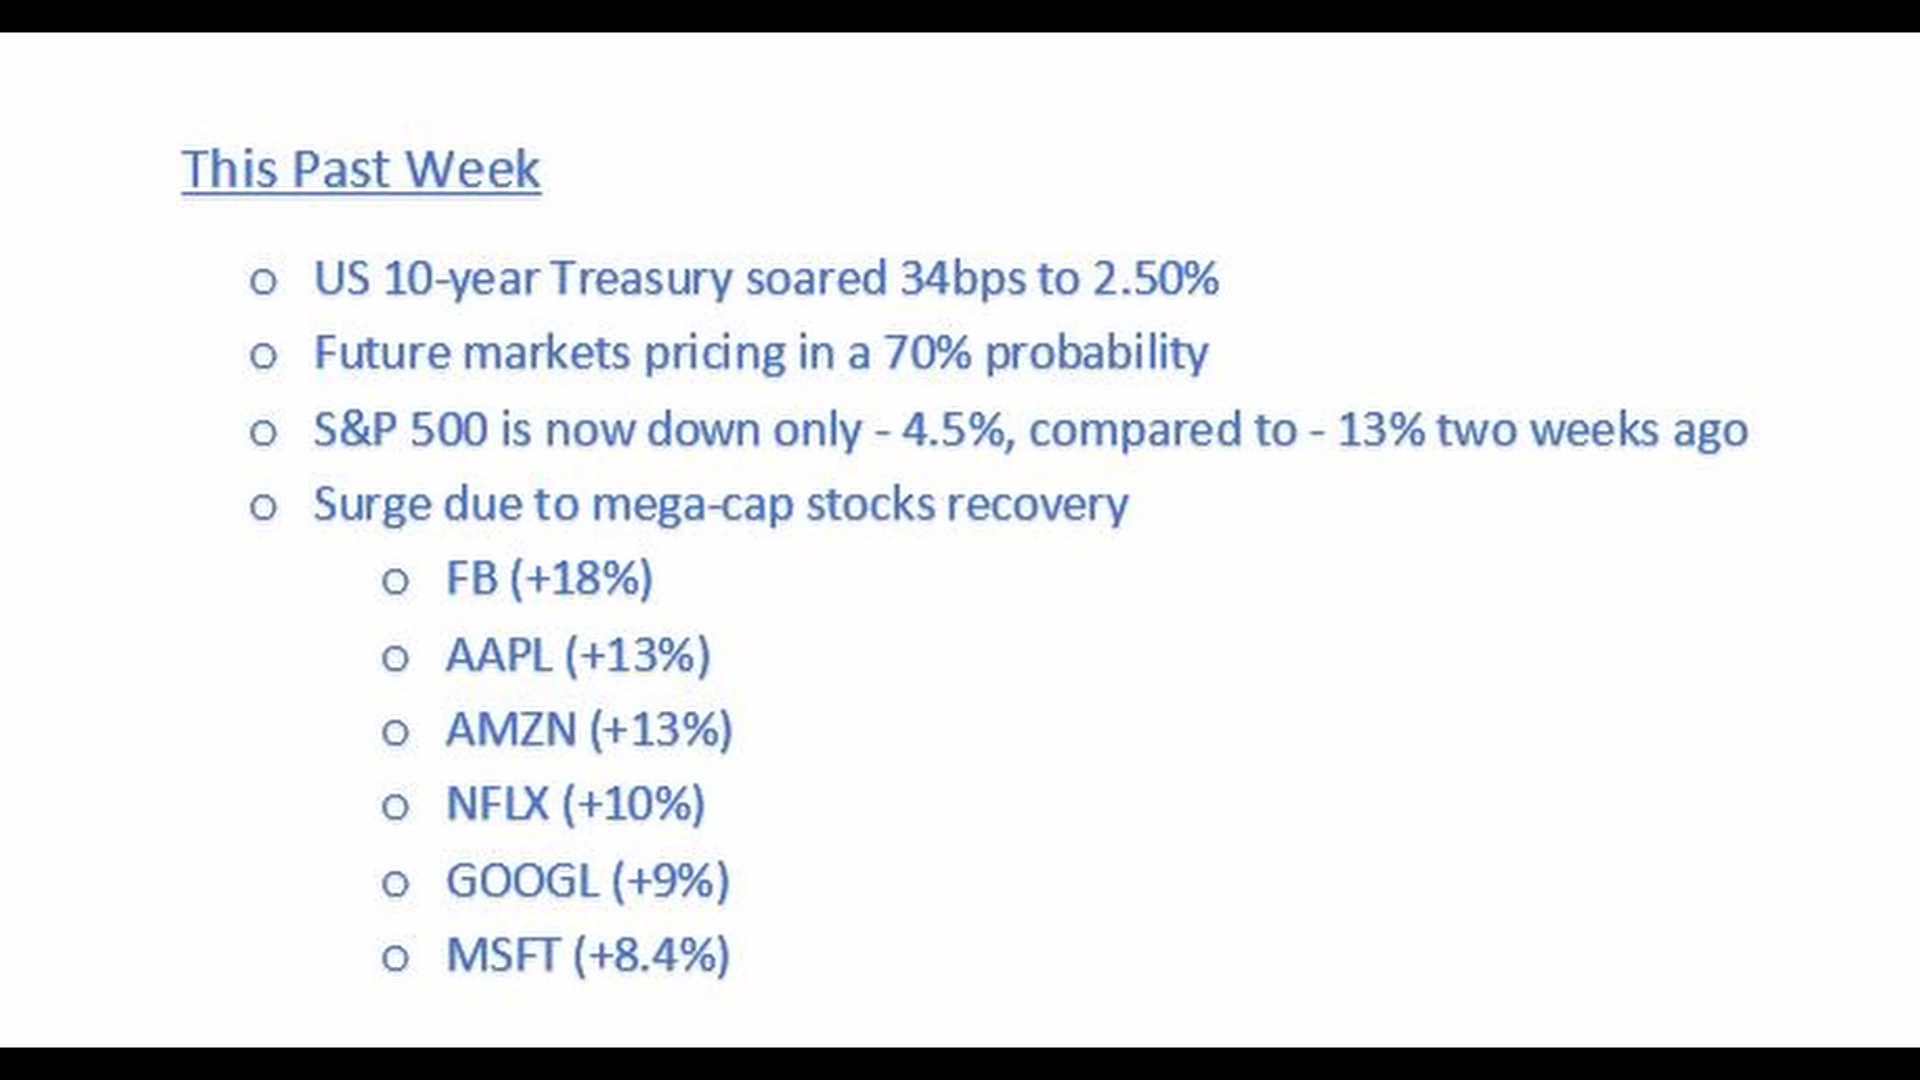 This Past Week
o US 10-year Treasury soared 34bps to 2.50%
o Future markets pricing in a 70% probability
o S&P 500 is now down only - 4.5%, compared to - 13% two weeks ago
o Surge due to mega-cap stocks recovery
o FB (+18%)
o AAPL (+13%)
o AMZN (+13%)
o NFLX (+10%)
o GOOGL (+9%)
o MSFT (+8.4%)